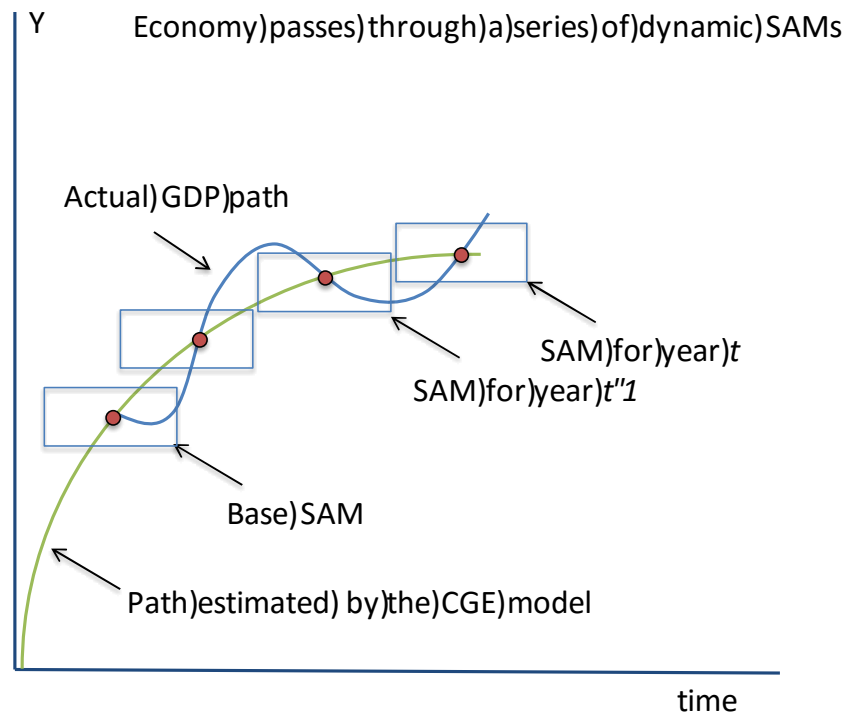 Y
Economy)passes)through)a)series)of)dynamic)SAMs
Actual)GDP)path
SAM)for)year)t
SAM)for)year)t"1
Base)SAM
Path)estimated) by)the)CGE)model
time